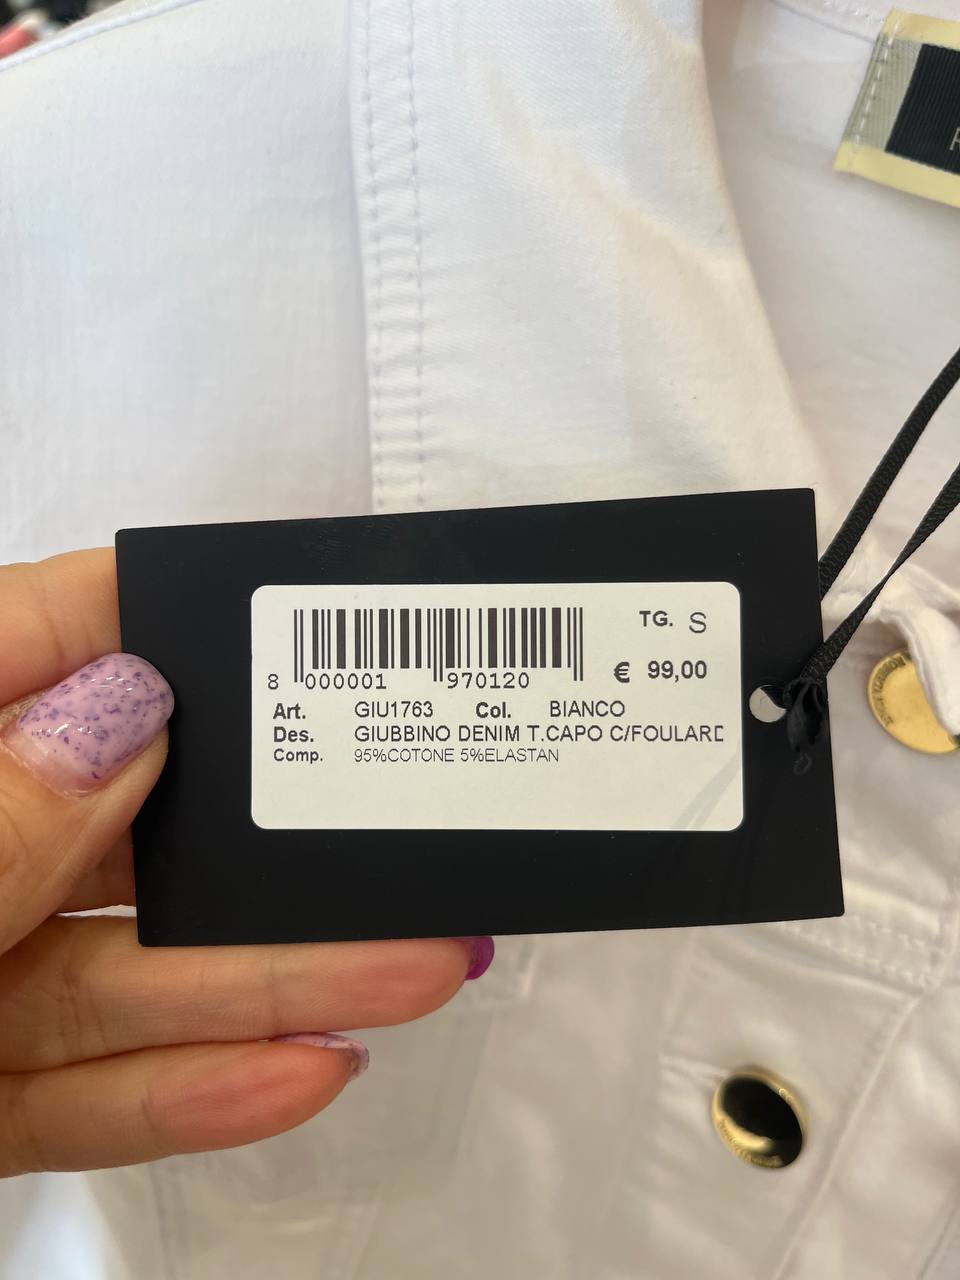 TG. S
€ 99,00
8 000001 970120
Art. GIU1763 Col. BIANCO
Des. GIUBBINO DENIM T.CAPO C/FOULARD
Comp. 95%COTONE 5%ELASTAN